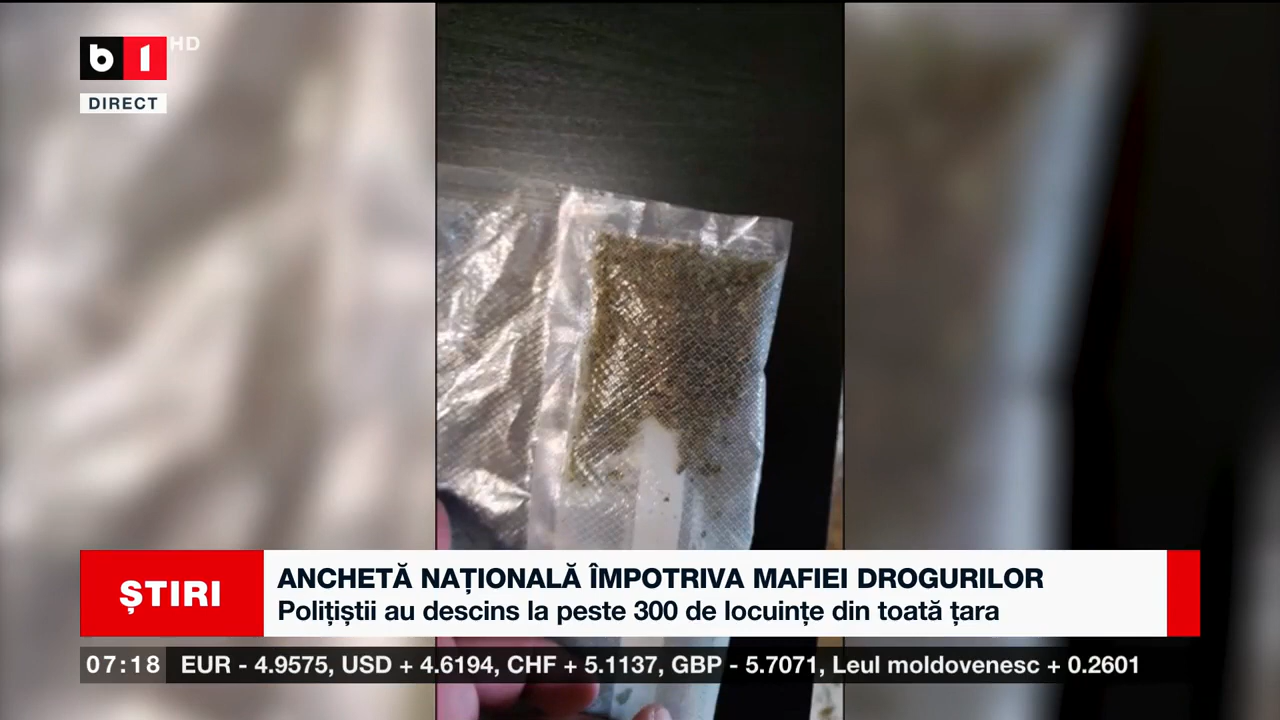 b1 HD
DIRECT
ȘTIRI
ANCHETĂ NAȚIONALĂ ÎMPOTRIVA MAFIEI DROGURILOR
Polițiștii au descins la peste 300 de locuințe din toată țara
07:18 EUR - 4.9575, USD + 4.6194, CHF + 5.1137, GBP - 5.7071, Leul moldovenesc + 0.2601